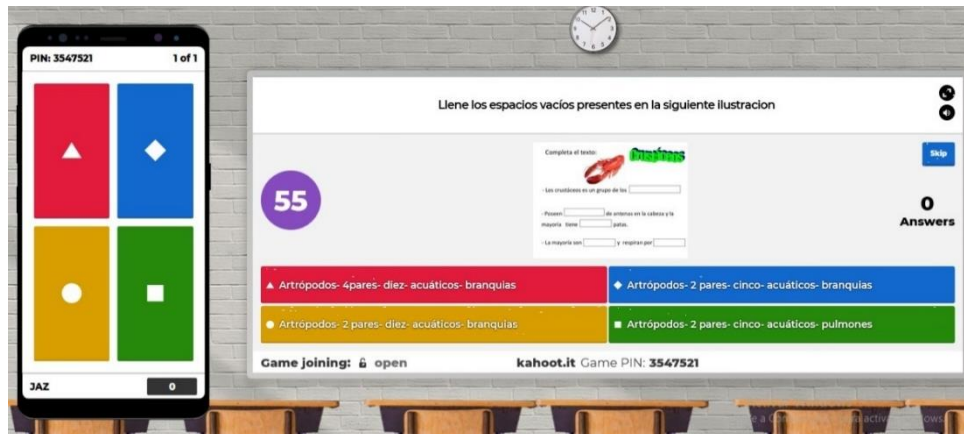 PIN: 3547521 1 of 1
JAZ 0
Llene los espacios vacíos presentes en la siguiente ilustracion
Skip
55
0
Answers
Completa el texto: Crustáceos
- Los crustáceos es un grupo de los
- Poseen de antenas en la cabeza y la
mayoría tiene patas.
- La mayoría son y respiran por
Artrópodos- 4pares- diez- acuáticos- branquias
Artrópodos- 2 pares- cinco- acuáticos- branquias
Artrópodos- 2 pares- diez- acuáticos- branquias
Artrópodos- 2 pares- cinco- acuáticos- pulmones
Game joining: open kahoot.it Game PIN: 3547521